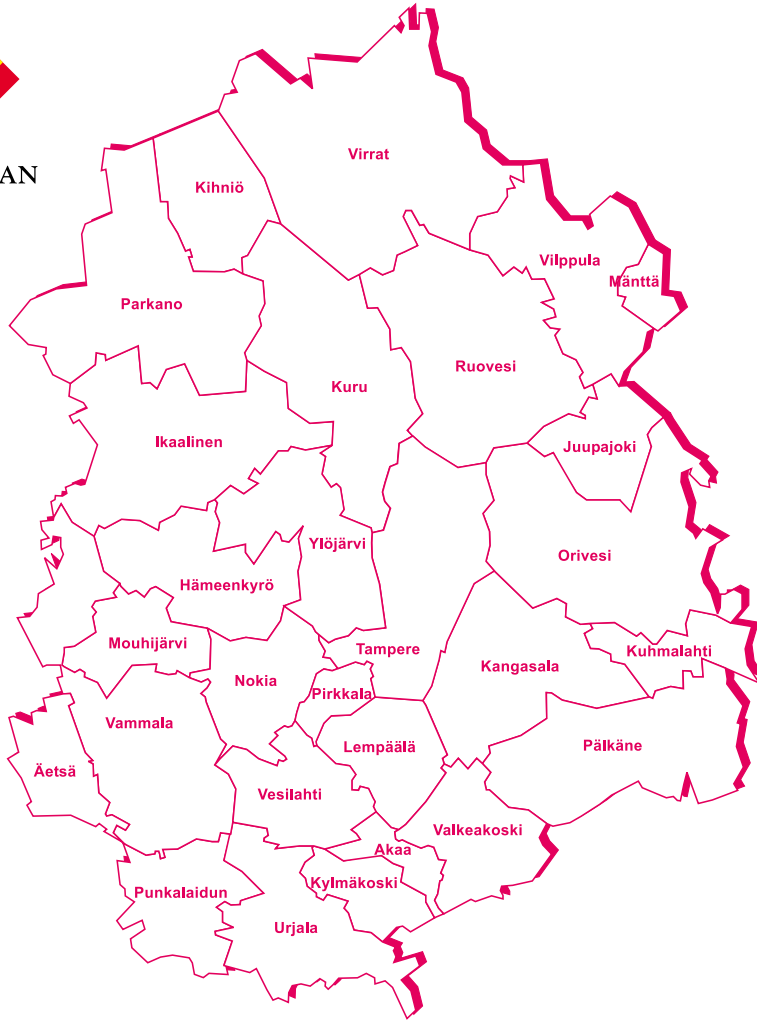 AN
Virrat
Kihniö
Vilppula
Mänttä
Parkano
Ruovesi
Kuru
Ikaalinen
Juupajoki
Ylöjärvi
Orivesi
Hämeenkyrö
Mouhijärvi
Tampere
Kuhmalahti
Kangasala
Nokia
Pirkkala
Vammala
Lempäälä
Pälkäne
Äetsä
Vesilahti
Valkeakoski
Akaa
Kylmäkoski
Punkalaidun
Urjala